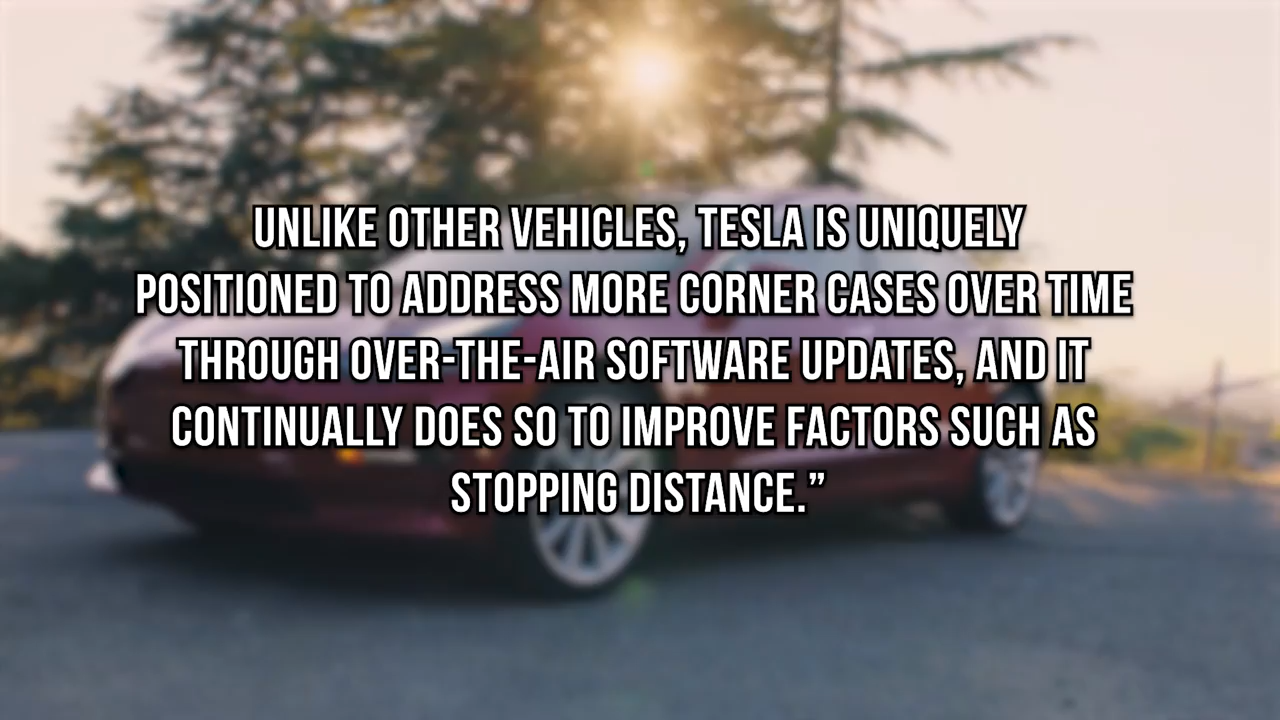 UNLIKE OTHER VEHICLES, TESLA IS UNIQUELY
POSITIONED TO ADDRESS MORE CORNER CASES OVER TIME
THROUGH OVER-THE-AIR SOFTWARE UPDATES, AND IT
CONTINUALLY DOES SO TO IMPROVE FACTORS SUCH AS
STOPPING DISTANCE.”